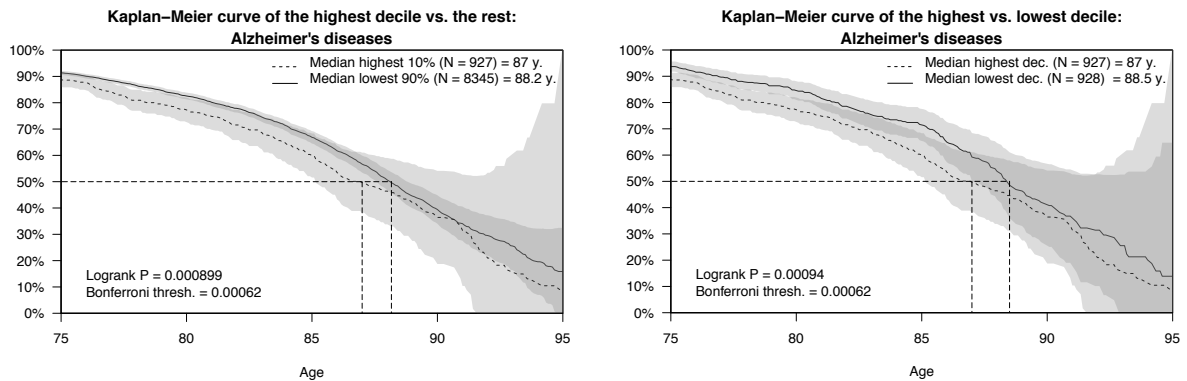 Kaplan–Meier curve of the highest decile vs. the rest:
Alzheimer's diseases
100%
90%
80%
70%
60%
50%
40%
30%
20%
10%
0%
Median highest 10% (N = 927) = 87 y.
Median lowest 90% (N = 8345) = 88.2 y.
Logrank P = 0.000899
Bonferroni thresh. = 0.00062
75 80 85 90 95
Age
Kaplan–Meier curve of the highest vs. lowest decile:
Alzheimer's diseases
100%
90%
80%
70%
60%
50%
40%
30%
20%
10%
0%
Median highest dec. (N = 927) = 87 y.
Median lowest dec. (N = 928) = 88.5 y.
Logrank P = 0.00094
Bonferroni thresh. = 0.00062
75 80 85 90 95
Age